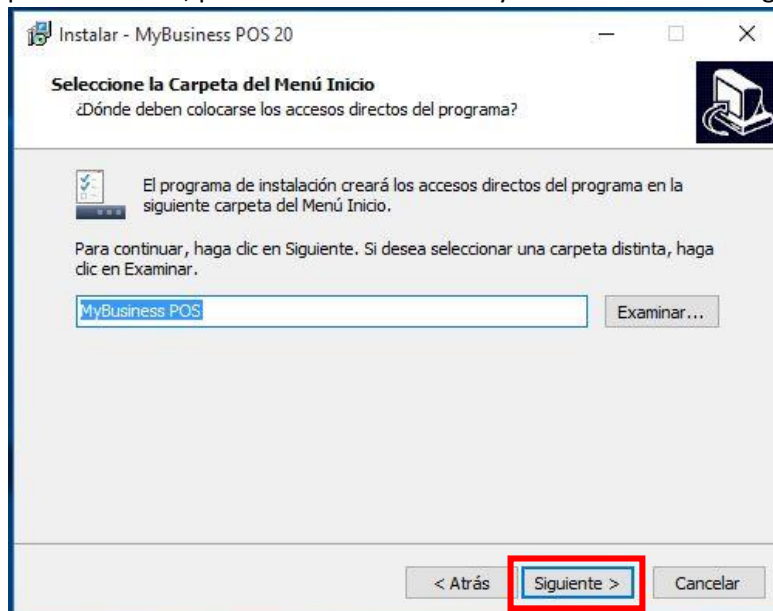 Instalar - MyBusiness POS 20
Seleccione la Carpeta del Menú Inicio
¿Dónde deben colocarse los accesos directos del programa?
El programa de instalación creará los accesos directos del programa en la
siguiente carpeta del Menú Inicio.
Para continuar, haga clic en Siguiente. Si desea seleccionar una carpeta distinta, haga
clic en Examinar.
MyBusiness POS
Examinar...
< Atrás
Siguiente >
Cancelar